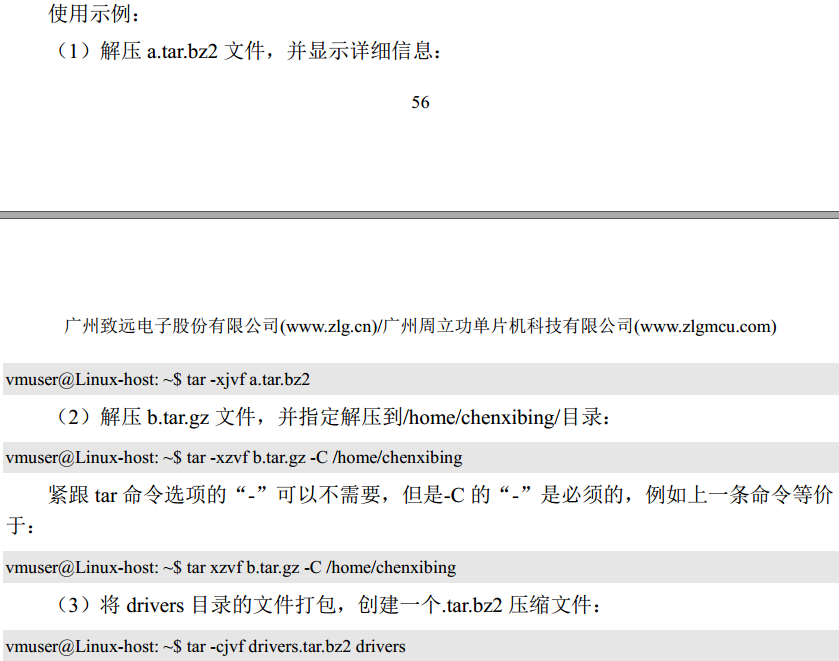 使用示例：
（1）解压 a.tar.bz2 文件，并显示详细信息：
56
广州致远电子股份有限公司(www.zlg.cn)/广州周立功单片机科技有限公司(www.zlgmcu.com)
vmuser@Linux-host: ~$ tar -xjvf a.tar.bz2
（2）解压 b.tar.gz 文件，并指定解压到/home/chenxibing/目录：
vmuser@Linux-host: ~$ tar -xzvf b.tar.gz -C /home/chenxibing
紧跟 tar 命令选项的“-”可以不需要，但是-C 的“-”是必须的，例如上一条命令等价
于：
vmuser@Linux-host: ~$ tar xzvf b.tar.gz -C /home/chenxibing
（3）将 drivers 目录的文件打包，创建一个.tar.bz2 压缩文件：
vmuser@Linux-host: ~$ tar -cjvf drivers.tar.bz2 drivers